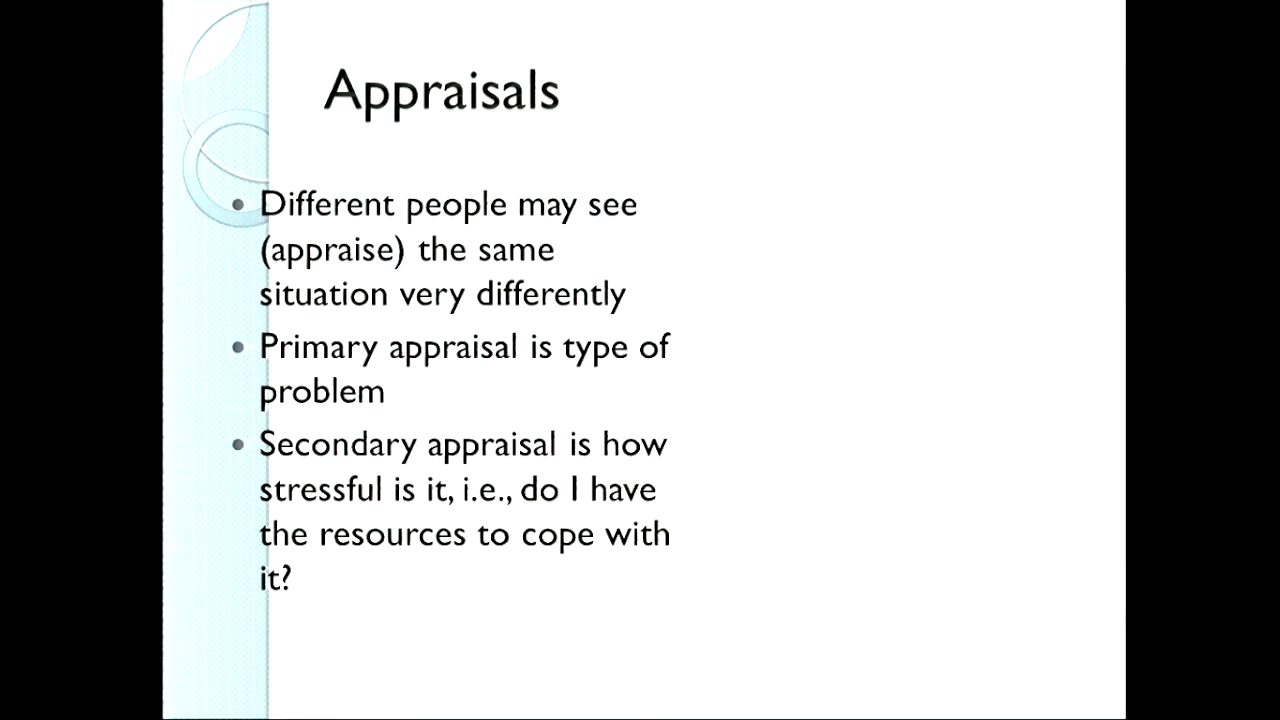 Appraisals
• Different people may see
(appraise) the same
situation very differently
• Primary appraisal is type of
problem
• Secondary appraisal is how
stressful is it, i.e., do I have
the resources to cope with
it?